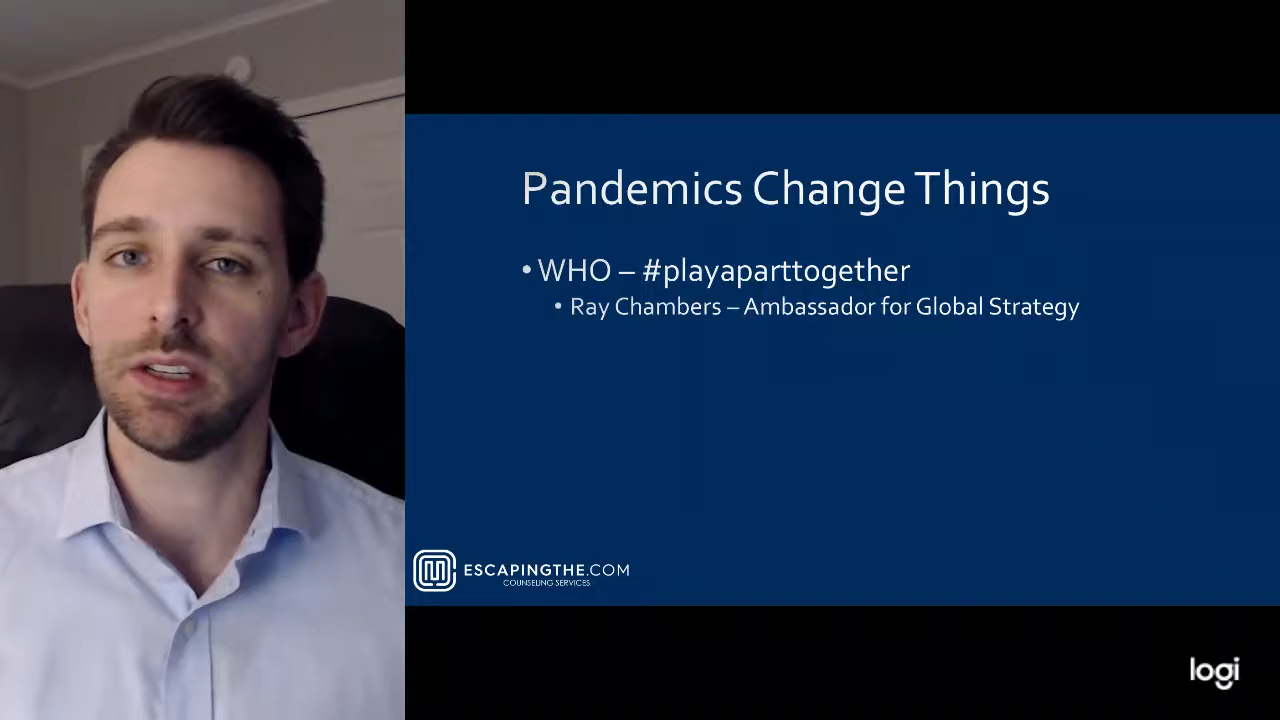 Pandemics Change Things
• WHO – #playaparttogether
• Ray Chambers – Ambassador for Global Strategy
ESCAPINGTHE.COM
COUNSELING SERVICES
logi